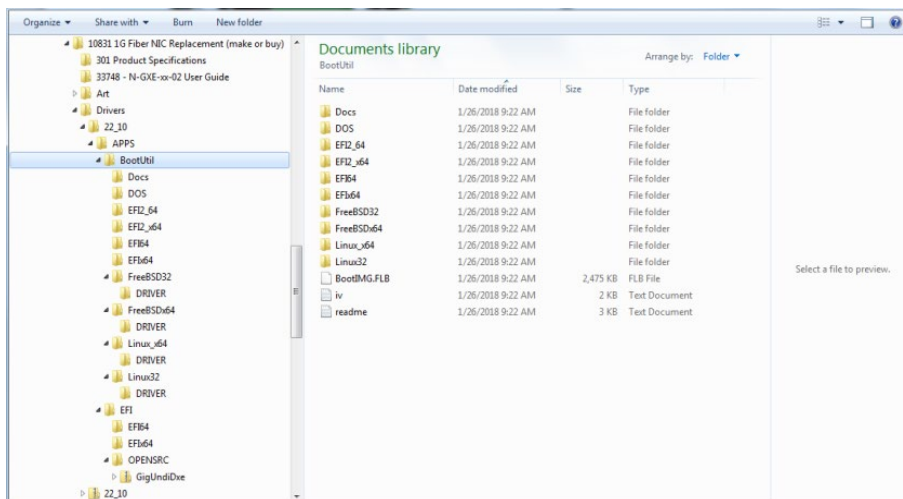 Organize Share with Burn New folder
10831 1G Fiber NIC Replacement (make or buy)
301 Product Specifications
33748 - N-GXE-xx-02 User Guide
Art
Drivers
22_10
APPS
BootUtil
Docs
DOS
EFI2_64
EFI2_x64
EFI64
EFIx64
FreeBSD32
DRIVER
FreeBSDx64
DRIVER
Linux_x64
DRIVER
Linux32
DRIVER
EFI
EFI64
EFIx64
OPENSRC
GigUndiDxe
22_10
Documents library
BootUtil
Arrange by: Folder
Name Date modified Size Type
Docs 1/26/2018 9:22 AM File folder
DOS 1/26/2018 9:22 AM File folder
EFI2_64 1/26/2018 9:22 AM File folder
EFI2_x64 1/26/2018 9:22 AM File folder
EFI64 1/26/2018 9:22 AM File folder
EFIx64 1/26/2018 9:22 AM File folder
FreeBSD32 1/26/2018 9:22 AM File folder
FreeBSDx64 1/26/2018 9:22 AM File folder
Linux_x64 1/26/2018 9:22 AM File folder
Linux32 1/26/2018 9:22 AM File folder
BootIMG.FLB 1/26/2018 9:22 AM 2,475 KB FLB File
iv 1/26/2018 9:22 AM 2 KB Text Document
readme 1/26/2018 9:22 AM 3 KB Text Document
Select a file to preview.